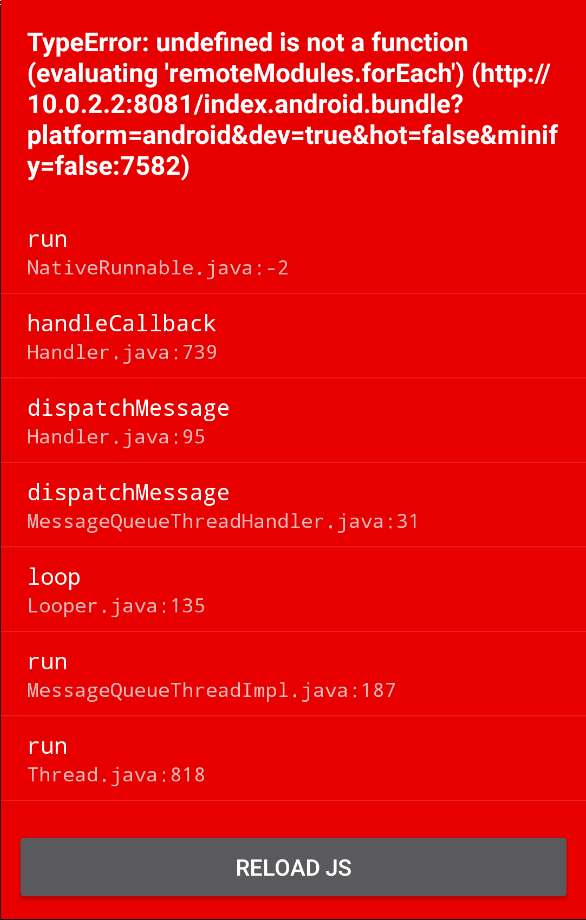 TypeError: undefined is not a function
(evaluating 'remoteModules.forEach') (http://
10.0.2.2:8081/index.android.bundle?
platform=android&dev=true&hot=false&minif
y=false:7582)
run
NativeRunnable.java:-2
handleCallback
Handler.java:739
dispatchMessage
Handler.java:95
dispatchMessage
MessageQueueThreadHandler.java:31
loop
Looper.java:135
run
MessageQueueThreadImpl.java:187
run
Thread.java:818
RELOAD JS